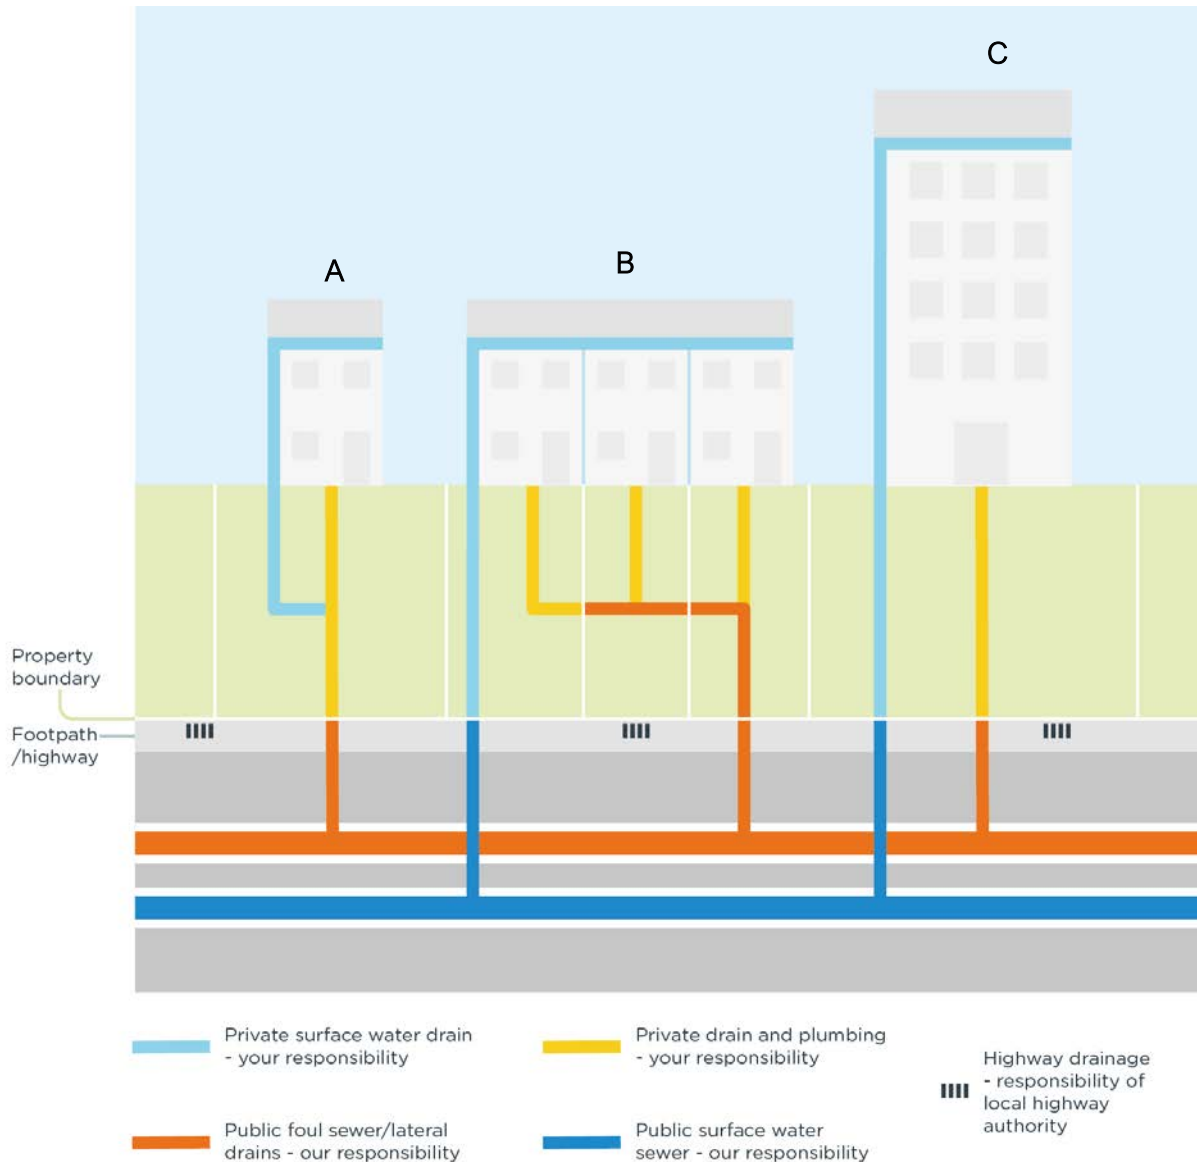 C
A
B
Property
boundary
Footpath
/highway
Private surface water drain
- your responsibility
Private drain and plumbing
- your responsibility
Highway drainage
- responsibility of
local highway
authority
Public foul sewer/lateral
drains - our responsibility
Public surface water
sewer - our responsibility